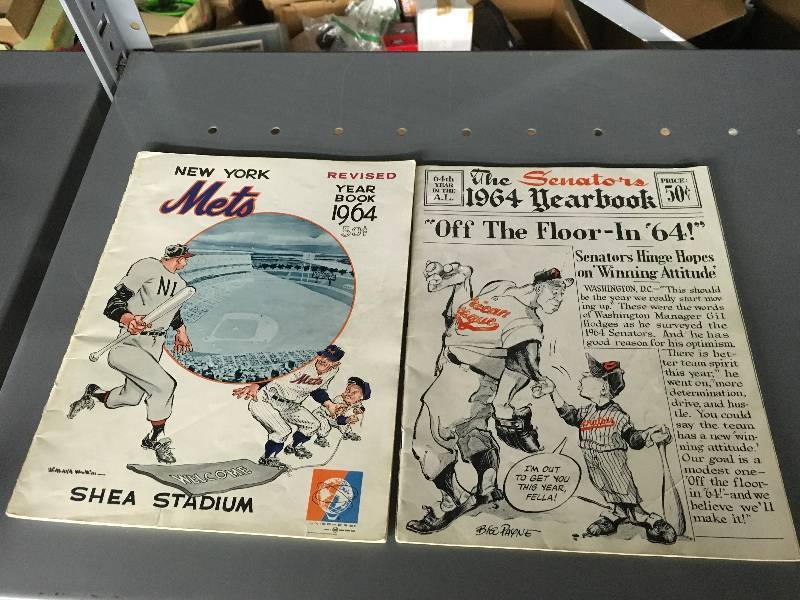 NEW YORK
Mets
REVISED
YEAR
BOOK
1964
50¢
NL
Mets
WELCOME
SHEA STADIUM
64th
YEAR
IN THE
A.L.
The Senators
1964 Yearbook
PRICE:
50¢
"Off The Floor-In '64!"
Senators Hinge Hopes
on 'Winning Attitude'
WASHINGTON, D.C.-"This should
be the year we really start mov-
ing up." These were the words
of Washington Manager Gil
Hodges as he surveyed the
1964 Senators. And he has
good reason for his optimism.
"There is bet-
ter team spirit
this year," he
went on, "more
determination,
drive, and hus-
tle. You could
say the team
has a new 'win-
ning attitude.'
Our goal is a
modest one-
'Off the floor-
in '64!'-and we
believe we'll
make it!"
League
Senators
I'M OUT
TO GET YOU
THIS YEAR,
FELLA!
BILL PAYNE